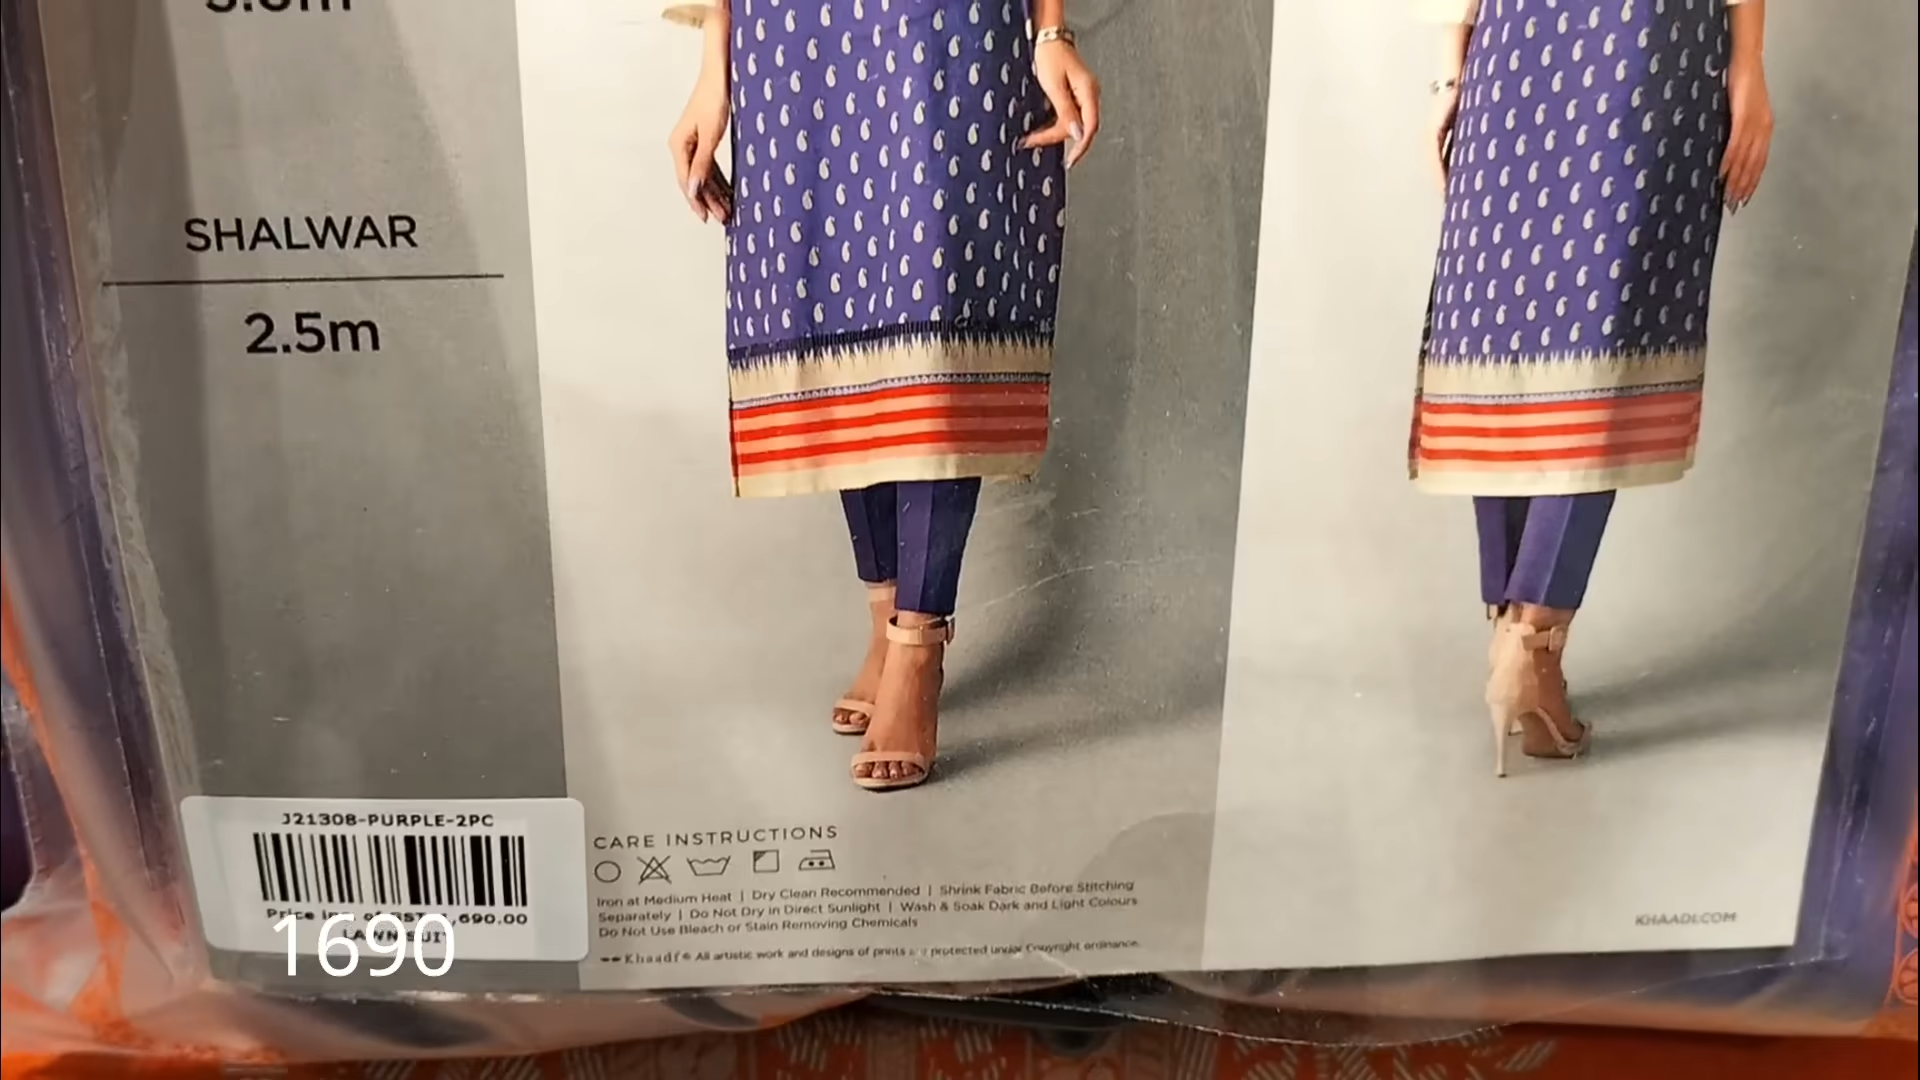 SHALWAR
2.5m
J21308-PURPLE-2PC
Price
,690.00
LAWN SUIT
1690
CARE INSTRUCTIONS
Iron at Medium Heat | Dry Clean Recommended | Shrink Fabric Before Stitching
Separately | Do Not Dry in Direct Sunlight | Wash & Soak Dark and Light Colours
Do Not Use Bleach or Stain Removing Chemicals
Khaadi® All artistic work and designs of prints are protected under Copyright ordinance.
KHAADI.COM